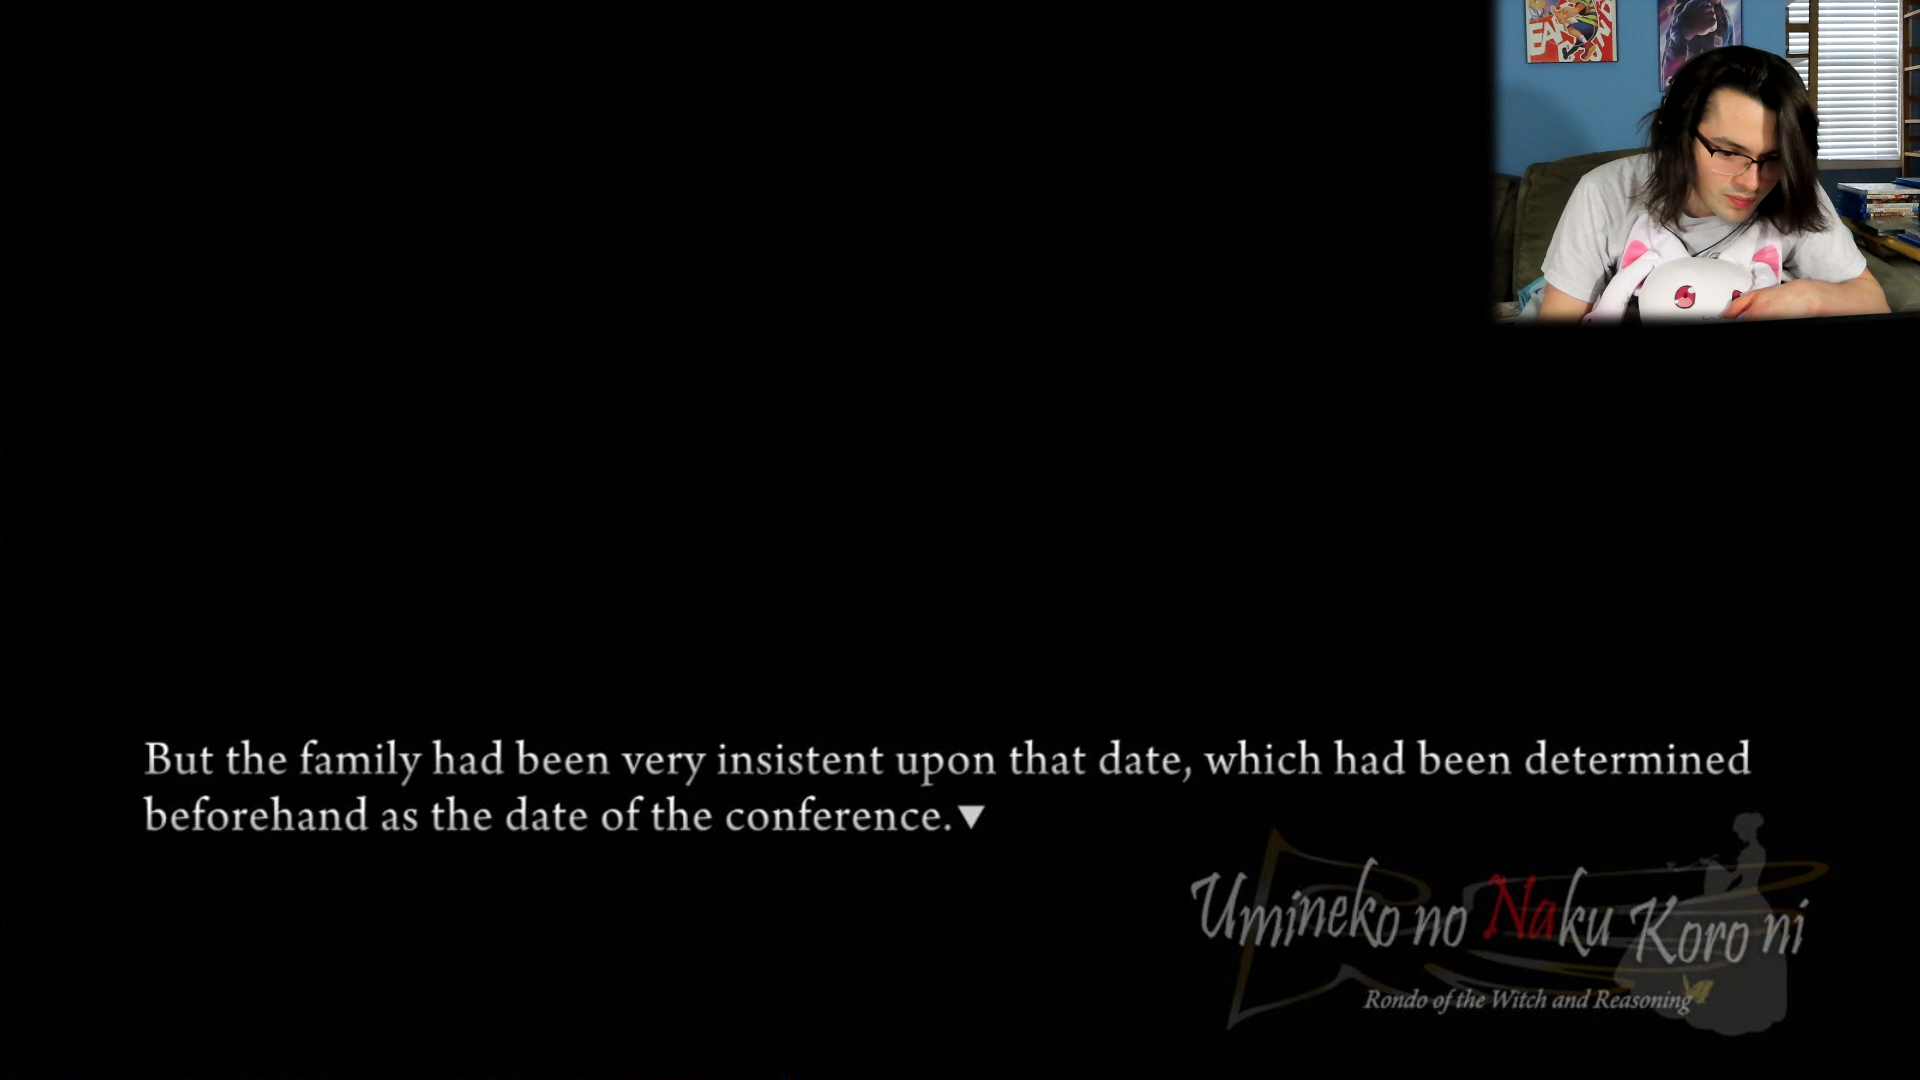 EA
But the family had been very insistent upon that date, which had been determined
beforehand as the date of the conference.▼
Umineko no Naku Koro ni
Rondo of the Witch and Reasoning